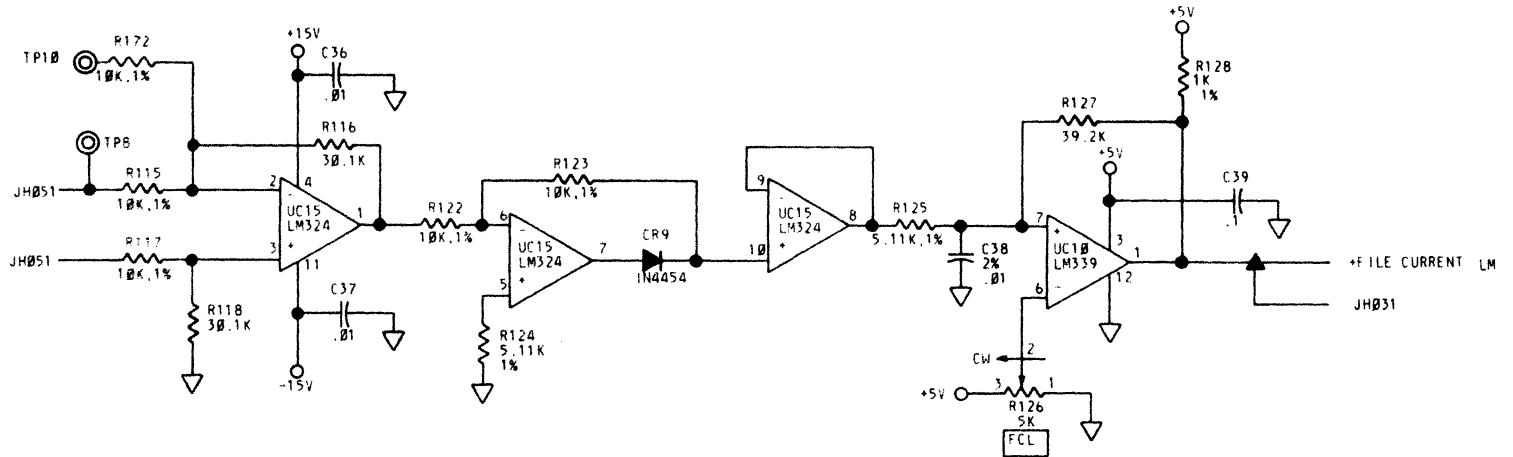 TP10
R172
10K,1%
+15V
C36
.01
TP8
R116
30.1K
JH051
R115
10K,1%
2
4
-
UC15
LM324
1
+
3
11
JH051
R117
10K,1%
R118
30.1K
C37
.01
-15V
R122
10K,1%
R123
10K,1%
6
-
UC15
LM324
7
5
+
R124
5.11K
1%
CR9
1N4454
9
-
UC15
LM324
8
10
+
R125
5.11K,1%
C38
2%
.01
R127
39.2K
+5V
R128
1K
1%
+5V
C39
.1
7
+
3
UC10
LM339
1
12
6
-
+FILE CURRENT LM
JH031
CW
2
+5V
3
1
R126
5K
FCL